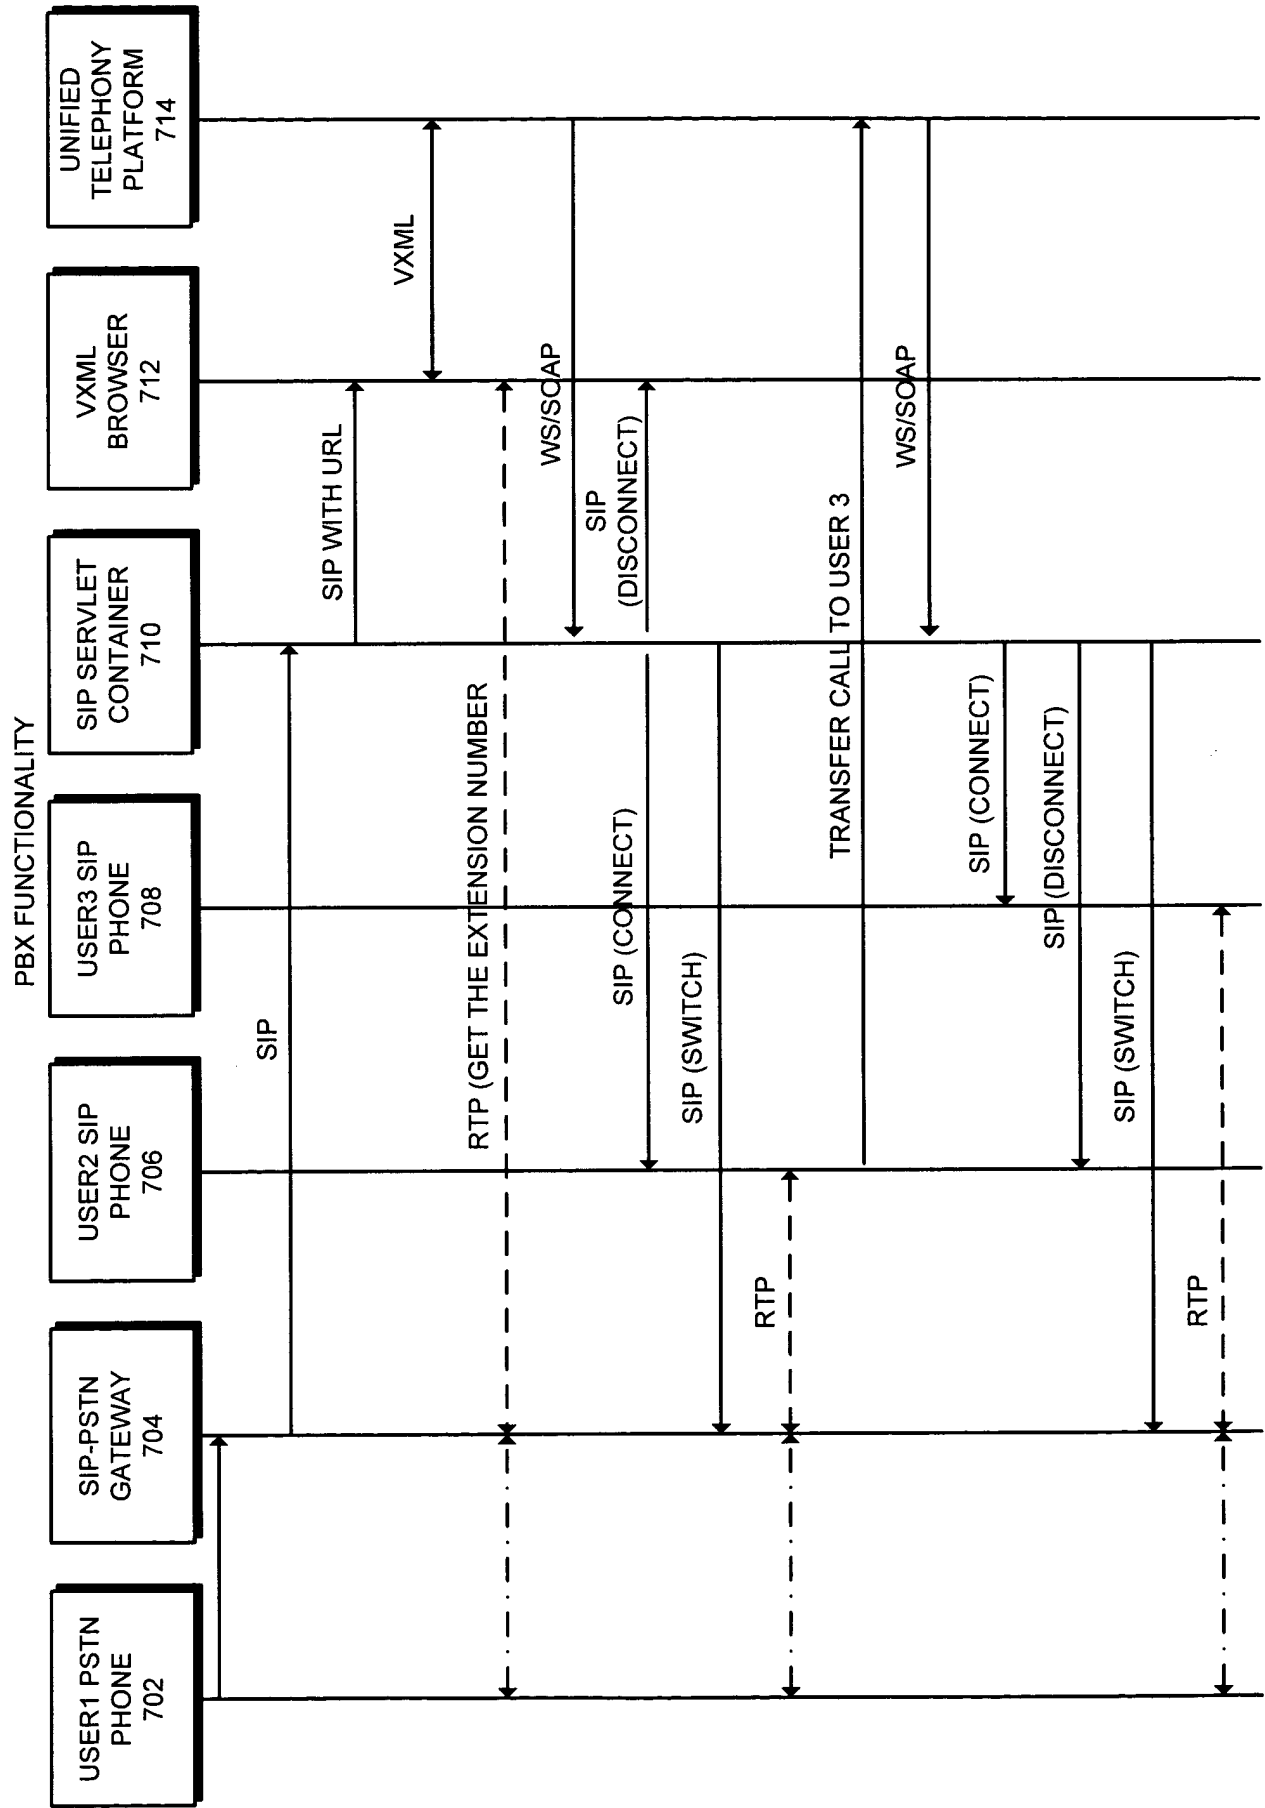 PBX FUNCTIONALITY
USER1 PSTN
PHONE
702
SIP-PSTN
GATEWAY
704
USER2 SIP
PHONE
706
USER3 SIP
PHONE
708
SIP SERVLET
CONTAINER
710
VXML
BROWSER
712
UNIFIED
TELEPHONY
PLATFORM
714
SIP
SIP WITH URL
VXML
RTP (GET THE EXTENSION NUMBER
WS/SOAP
SIP (CONNECT)
SIP
(DISCONNECT)
SIP (SWITCH)
RTP
TRANSFER CALL TO USER 3
WS/SOAP
SIP (CONNECT)
SIP (DISCONNECT)
SIP (SWITCH)
RTP